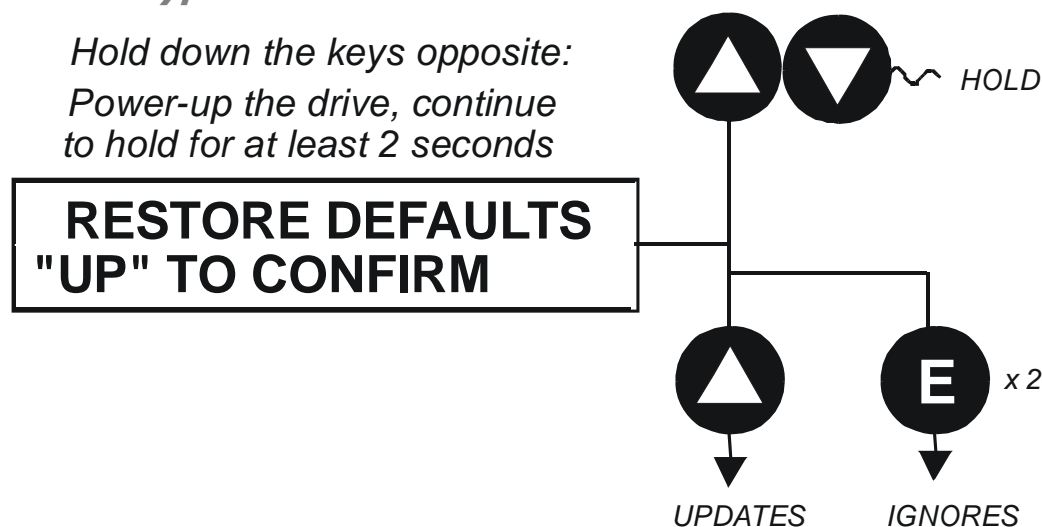 Hold down the keys opposite:
Power-up the drive, continue
to hold for at least 2 seconds
HOLD
RESTORE DEFAULTS
"UP" TO CONFIRM
E
x 2
UPDATES
IGNORES